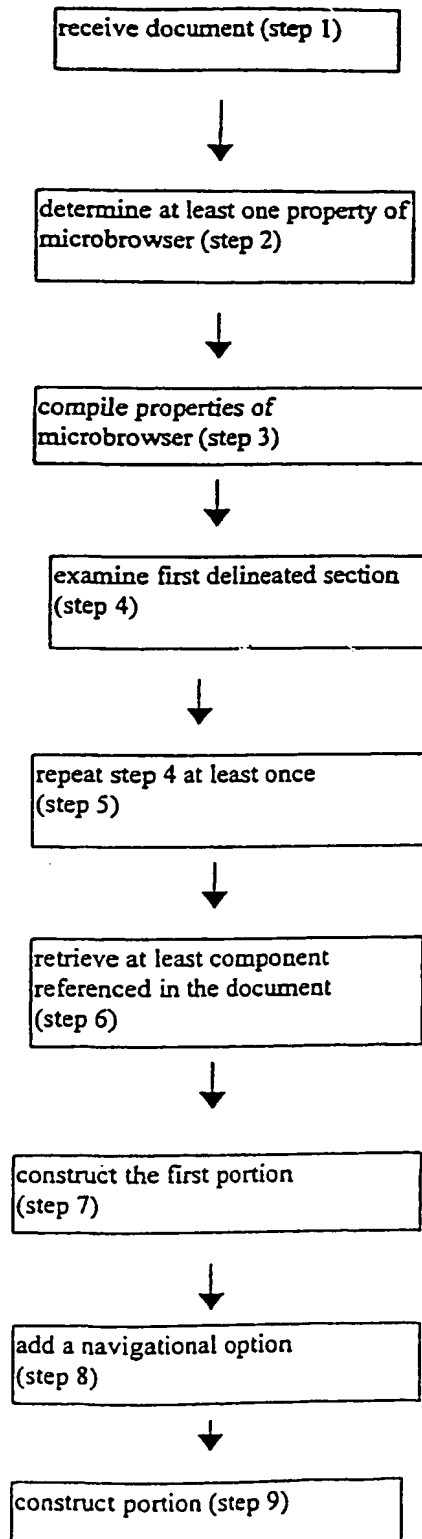 receive document (step 1)
determine at least one property of
microbrowser (step 2)
compile properties of
microbrowser (step 3)
examine first delineated section
(step 4)
repeat step 4 at least once
(step 5)
retrieve at least component
referenced in the document
(step 6)
construct the first portion
(step 7)
add a navigational option
(step 8)
construct portion (step 9)